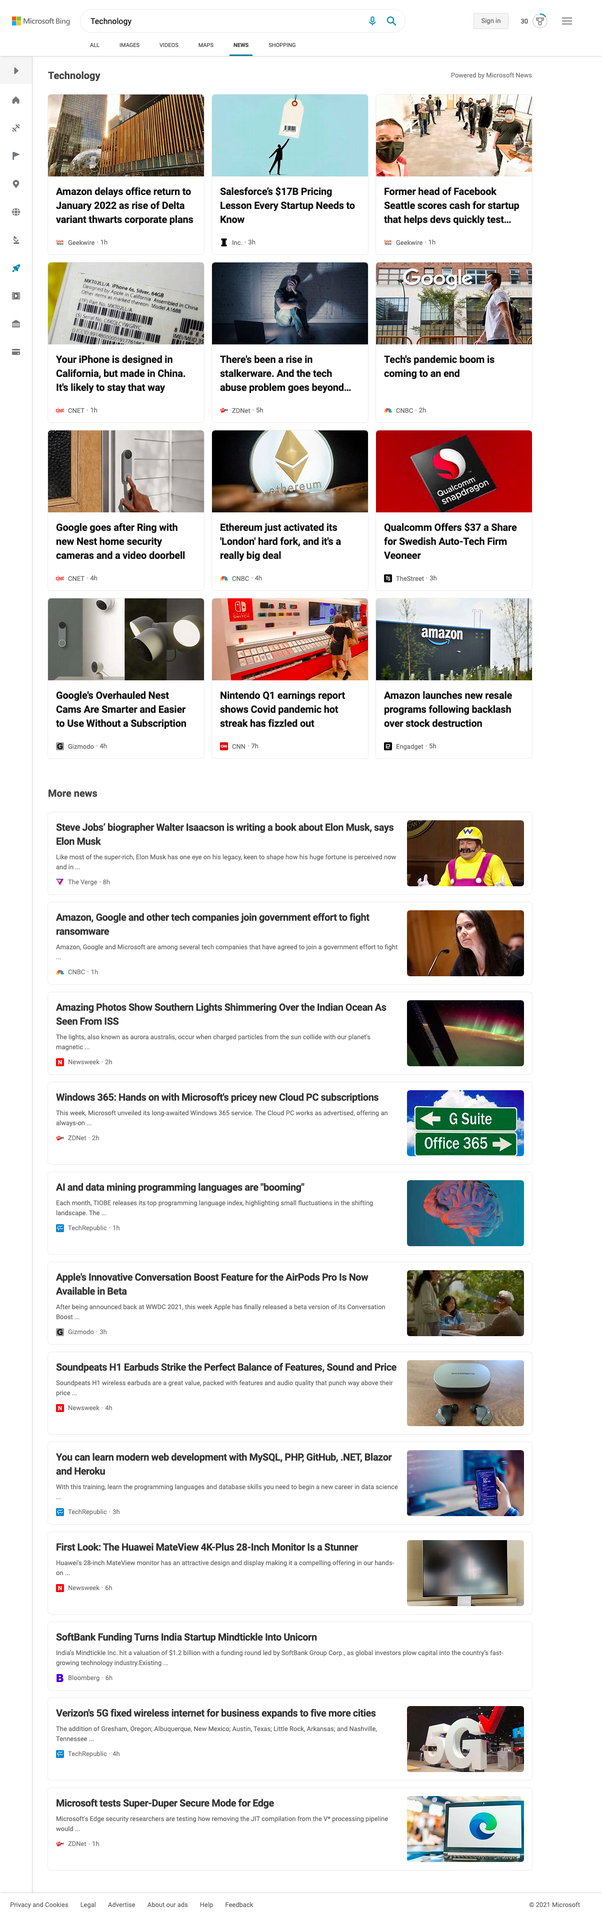 Microsoft Bing
Technology
Sign in
30
ALL
IMAGES
VIDEOS
MAPS
NEWS
SHOPPING
Technology
Powered by Microsoft News
Amazon delays office return to
January 2022 as rise of Delta
variant thwarts corporate plans
Geekwire · 1h
Salesforce's $17B Pricing
Lesson Every Startup Needs to
Know
Inc. · 3h
Former head of Facebook
Seattle scores cash for startup
that helps devs quickly test...
Geekwire · 1h
iPhone 6s, Silver, 64GB
Designed by Apple in California
Assembled in China
Your iPhone is designed in
California, but made in China.
It's likely to stay that way
CNET · 1h
There's been a rise in
stalkerware. And the tech
abuse problem goes beyond...
ZDNet · 5h
Google
Tech's pandemic boom is
coming to an end
CNBC · 2h
Google goes after Ring with
new Nest home security
cameras and a video doorbell
CNET · 4h
ethereum
Ethereum just activated its
'London' hard fork, and it's a
really big deal
CNBC · 4h
Qualcomm
snapdragon
Qualcomm Offers $37 a Share
for Swedish Auto-Tech Firm
Veoneer
TheStreet · 3h
Google's Overhauled Nest
Cams Are Smarter and Easier
to Use Without a Subscription
Gizmodo · 4h
Nintendo Q1 earnings report
shows Covid pandemic hot
streak has fizzled out
CNN · 7h
amazon
Amazon launches new resale
programs following backlash
over stock destruction
Engadget · 5h
More news
Steve Jobs' biographer Walter Isaacson is writing a book about Elon Musk, says
Elon Musk
Like most of the super-rich, Elon Musk has one eye on his legacy, keen to shape how his huge fortune is perceived now
and in ...
The Verge · 8h
Amazon, Google and other tech companies join government effort to fight
ransomware
Amazon, Google and Microsoft are among several tech companies that have agreed to join a government effort to fight
...
CNBC · 1h
Amazing Photos Show Southern Lights Shimmering Over the Indian Ocean As
Seen From ISS
The lights, also known as aurora australis, occur when charged particles from the sun collide with our planet's
magnetic ...
Newsweek · 2h
Windows 365: Hands on with Microsoft's pricey new Cloud PC subscriptions
This week, Microsoft unveiled its long-awaited Windows 365 service. The Cloud PC works as advertised, offering an
always-on ...
ZDNet · 2h
G Suite
Office 365
AI and data mining programming languages are "booming"
Each month, TIOBE releases its top programming language index, highlighting small fluctuations in the shifting
landscape. The ...
TechRepublic · 1h
Apple's Innovative Conversation Boost Feature for the AirPods Pro Is Now
Available in Beta
After being announced back at WWDC 2021, this week Apple has finally released a beta version of its Conversation
Boost ...
Gizmodo · 3h
Soundpeats H1 Earbuds Strike the Perfect Balance of Features, Sound and Price
Soundpeats H1 wireless earbuds are a great value, packed with features and audio quality that punch way above their
price ...
Newsweek · 4h
You can learn modern web development with MySQL, PHP, GitHub, .NET, Blazor
and Heroku
With this training, learn the programming languages and database skills you need to begin a new career in data science
...
TechRepublic · 3h
First Look: The Huawei MateView 4K-Plus 28-Inch Monitor Is a Stunner
Huawei's 28-inch MateView monitor has an attractive design and display making it a compelling offering in our hands-
on ...
Newsweek · 6h
SoftBank Funding Turns India Startup Mindtickle Into Unicorn
India's Mindtickle Inc. hit a valuation of $1.2 billion with a funding round led by SoftBank Group Corp., as global investors plow capital into the country's fast-
growing technology industry.Existing ...
Bloomberg · 6h
Verizon's 5G fixed wireless internet for business expands to five more cities
The addition of Gresham, Oregon; Albuquerque, New Mexico; Austin, Texas; Little Rock, Arkansas; and Nashville,
Tennessee ...
TechRepublic · 4h
5G
Microsoft tests Super-Duper Secure Mode for Edge
Microsoft's Edge security researchers are testing how removing the JIT compilation from the V* processing pipeline
would ...
ZDNet · 1h
Privacy and Cookies
Legal
Advertise
About our ads
Help
Feedback
© 2021 Microsoft